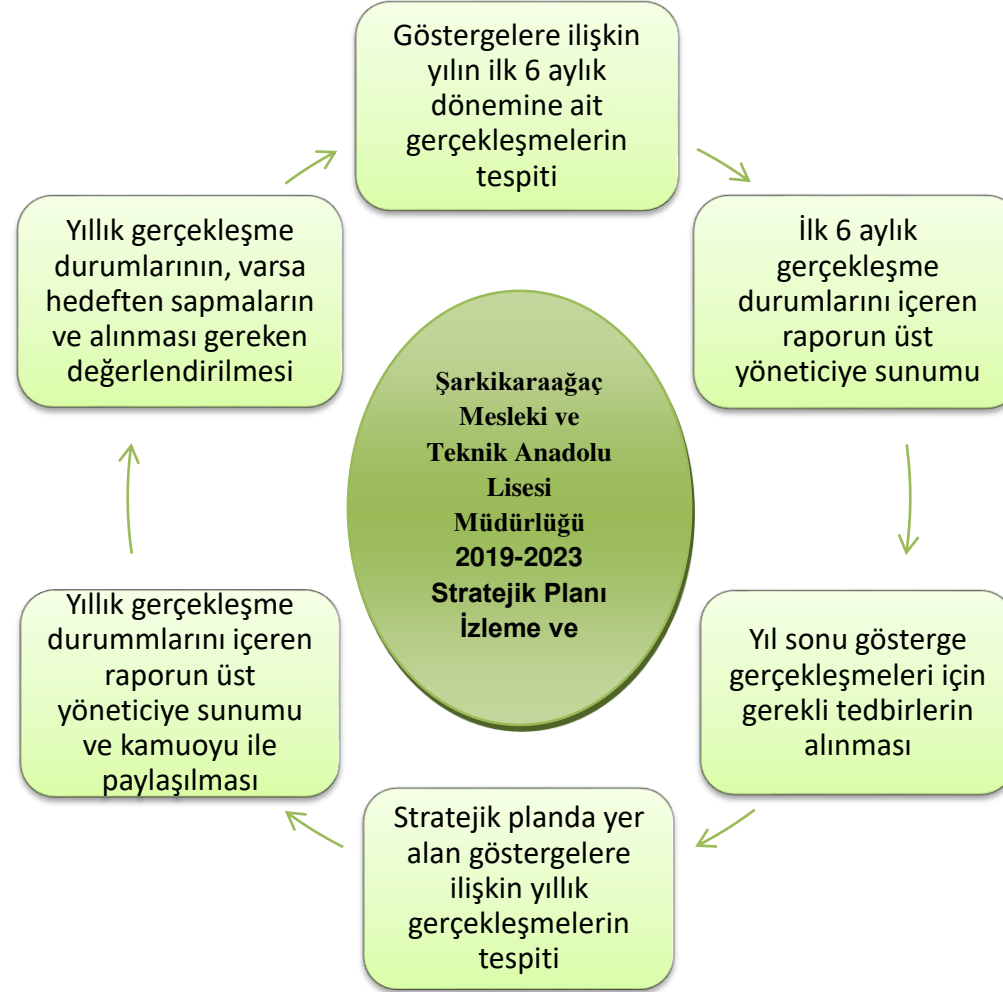 Göstergelere ilişkin
yılın ilk 6 aylık
dönemine ait
gerçekleşmelerin
tespiti
İlk 6 aylık
gerçekleşme
durumlarını içeren
raporun üst
yöneticiye sunumu
Yıl sonu gösterge
gerçekleşmeleri için
gerekli tedbirlerin
alınması
Stratejik planda yer
alan göstergelere
ilişkin yıllık
gerçekleşmelerin
tespiti
Yıllık gerçekleşme
durummlarını içeren
raporun üst
yöneticiye sunumu
ve kamuoyu ile
paylaşılması
Yıllık gerçekleşme
durumlarının, varsa
hedeften sapmaların
ve alınması gereken
değerlendirilmesi
Şarkikaraağaç
Mesleki ve
Teknik Anadolu
Lisesi
Müdürlüğü
2019-2023
Stratejik Planı
İzleme ve